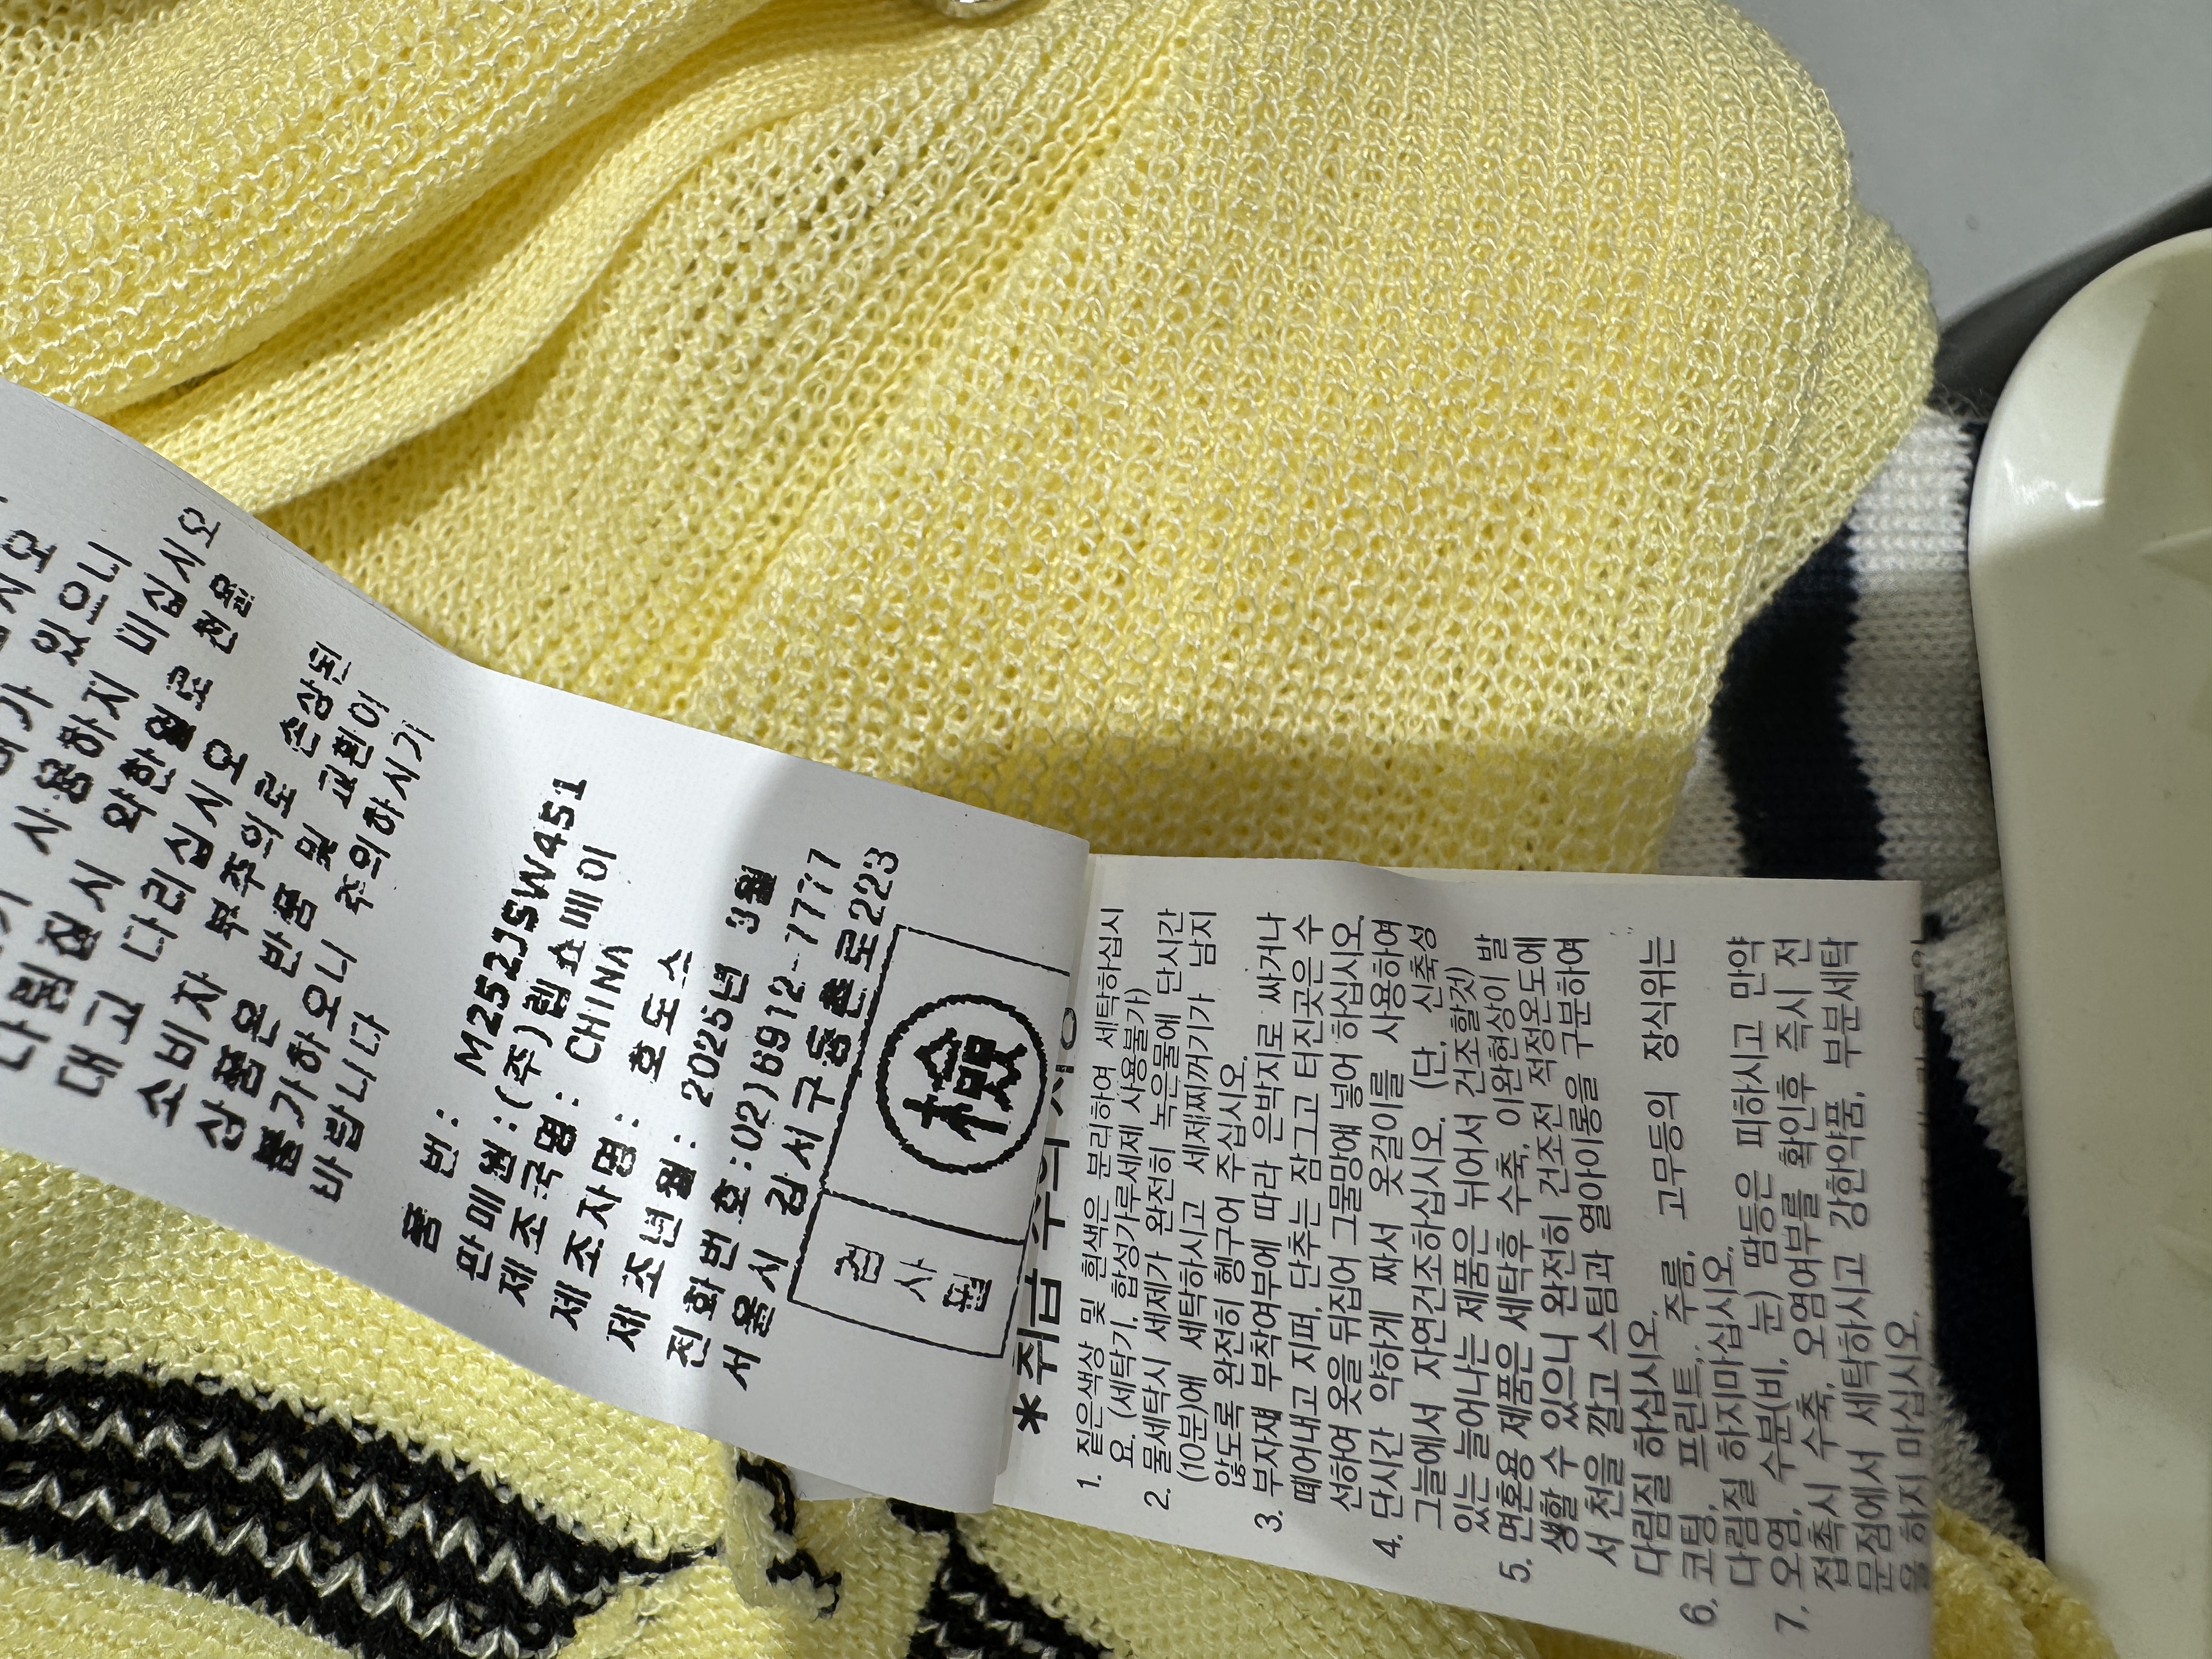 있으니
사용하지 마십시오
다림질시 약한열로 천을
대고 다리십시오
소비자 부주의로 손상된
상품은 반품 및 교환이
불가하오니 주의하시기
바랍니다
품 번: M252JSW451
판매원:(주)렙쇼메이
제조국명: CHINA
제조자명: 호도스
제조년월: 2025년 3월
전화번호:02)6912-7777
서울시 강서구 등촌로223
검사필 檢
*취급
1. 짙은색상 및 흰색은 분리하여 세탁하십시
요. (세탁기, 합성가루세제 사용불가)
2. 물세탁시 세제가 완전히 녹은물에 단시간
(10분)에 세탁하시고 세제찌꺼기가 남지
않도록 완전히 헹구어 주십시오.
3. 부자재 부착여부에 따라 은박지로 싸거나
떼어내고 지퍼, 단추는 잠그고 터진곳은 수
선하여 옷을 뒤집어 그물망에 넣어 하십시오.
4. 단시간 약하게 짜서 옷걸이를 사용하여
그늘에서 자연건조하십시오. (단, 신축성
있는 늘어나는 제품은 뉘어서 건조할것)
5. 면혼용 제품은 세탁후 수축, 이완현상이 발
생할 수 있으니 완전히 건조전 적정온도에
서 천을 깔고 스팀과 열아이롱을 구분하여
다림질 하십시오.
6. 코팅, 프린트, 주름, 고무등의 장식위는
다림질 하지마십시오.
7. 오염, 수분(비, 눈) 땀등은 피하시고 만약
접촉시 수축, 오염여부를 확인후 즉시 전
문점에서 세탁하시고 강한약품, 부분세탁
을 하지 마십시오.